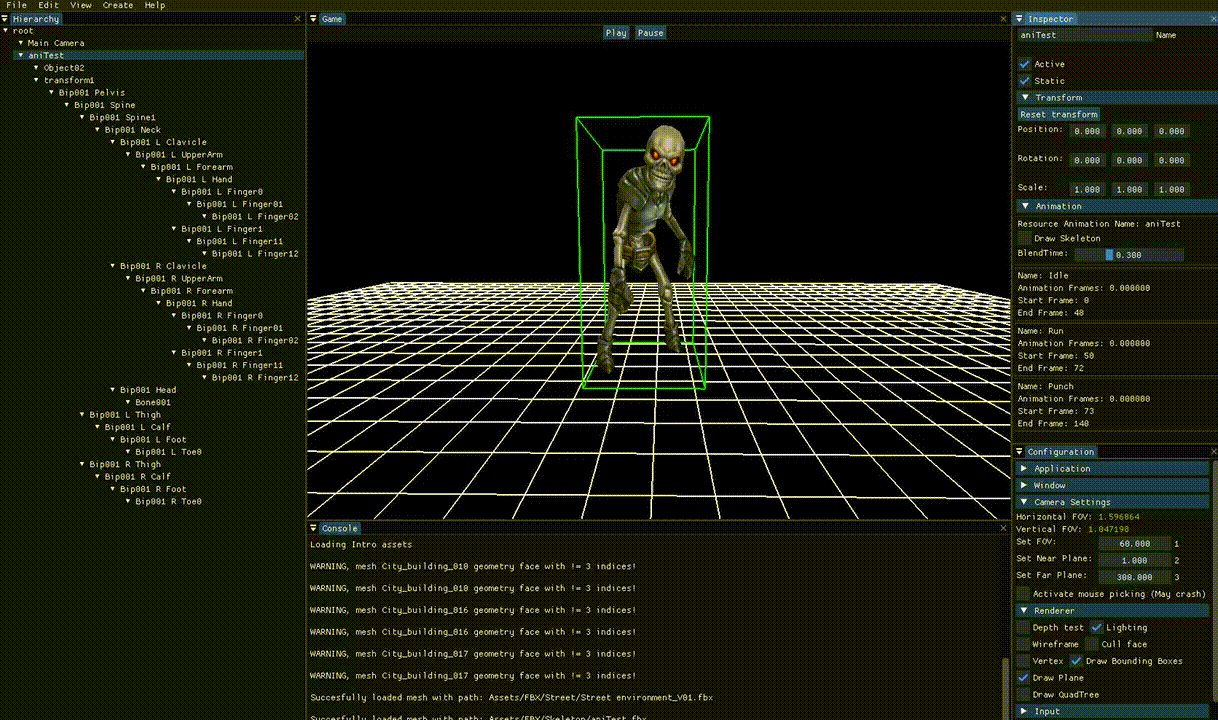 File Edit View Create Help
Hierarchy
root
Main Camera
aniTest
Object02
transform1
Bip001 Pelvis
Bip001 Spine
Bip001 Spine1
Bip001 Neck
Bip001 L Clavicle
Bip001 L UpperArm
Bip001 L Forearm
Bip001 L Hand
Bip001 L Finger0
Bip001 L Finger01
Bip001 L Finger02
Bip001 L Finger1
Bip001 L Finger11
Bip001 L Finger12
Bip001 R Clavicle
Bip001 R UpperArm
Bip001 R Forearm
Bip001 R Hand
Bip001 R Finger0
Bip001 R Finger01
Bip001 R Finger02
Bip001 R Finger1
Bip001 R Finger11
Bip001 R Finger12
Bip001 Head
Bone001
Bip001 L Thigh
Bip001 L Calf
Bip001 L Foot
Bip001 L Toe0
Bip001 R Thigh
Bip001 R Calf
Bip001 R Foot
Bip001 R Toe0
Game
Play Pause
Console
Loading Intro assets
WARNING, mesh City_building_010 geometry face with != 3 indices!
WARNING, mesh City_building_010 geometry face with != 3 indices!
WARNING, mesh City_building_016 geometry face with != 3 indices!
WARNING, mesh City_building_016 geometry face with != 3 indices!
WARNING, mesh City_building_017 geometry face with != 3 indices!
WARNING, mesh City_building_017 geometry face with != 3 indices!
Succesfully loaded mesh with path: Assets/FBX/Street/Street environment_V01.fbx
Succesfully loaded mesh with path: Assets/FBX/Skeleton/aniTest.fbx
Inspector
aniTest Name
Active
Static
Transform
Reset transform
Position: 0.000 0.000 0.000
Rotation: 0.000 0.000 0.000
Scale: 1.000 1.000 1.000
Animation
Resource Animation Name: aniTest
Draw Skeleton
BlendTime: 0.300
Name: Idle
Animation Frames: 0.000000
Start Frame: 0
End Frame: 40
Name: Run
Animation Frames: 0.000000
Start Frame: 50
End Frame: 72
Name: Punch
Animation Frames: 0.000000
Start Frame: 73
End Frame: 140
Configuration
Application
Window
Camera Settings
Horizontal FOV: 1.596864
Vertical FOV: 1.047198
Set FOV: 60.000 1
Set Near Plane: 1.000 2
Set Far Plane: 300.000 3
Activate mouse picking (May crash)
Renderer
Depth test Lighting
Wireframe Cull face
Vertex Draw Bounding Boxes
Draw Plane
Draw QuadTree
Input